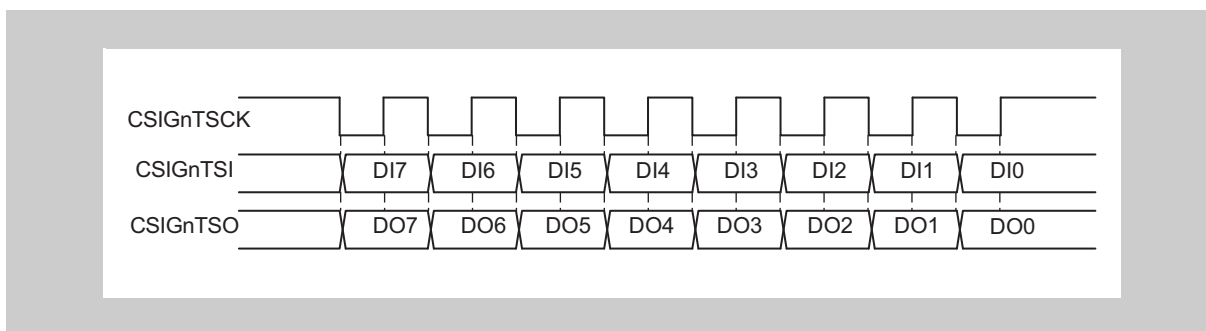 CSIGnTSCK
CSIGnTSI DI7 DI6 DI5 DI4 DI3 DI2 DI1 DI0
CSIGnTSO DO7 DO6 DO5 DO4 DO3 DO2 DO1 DO0